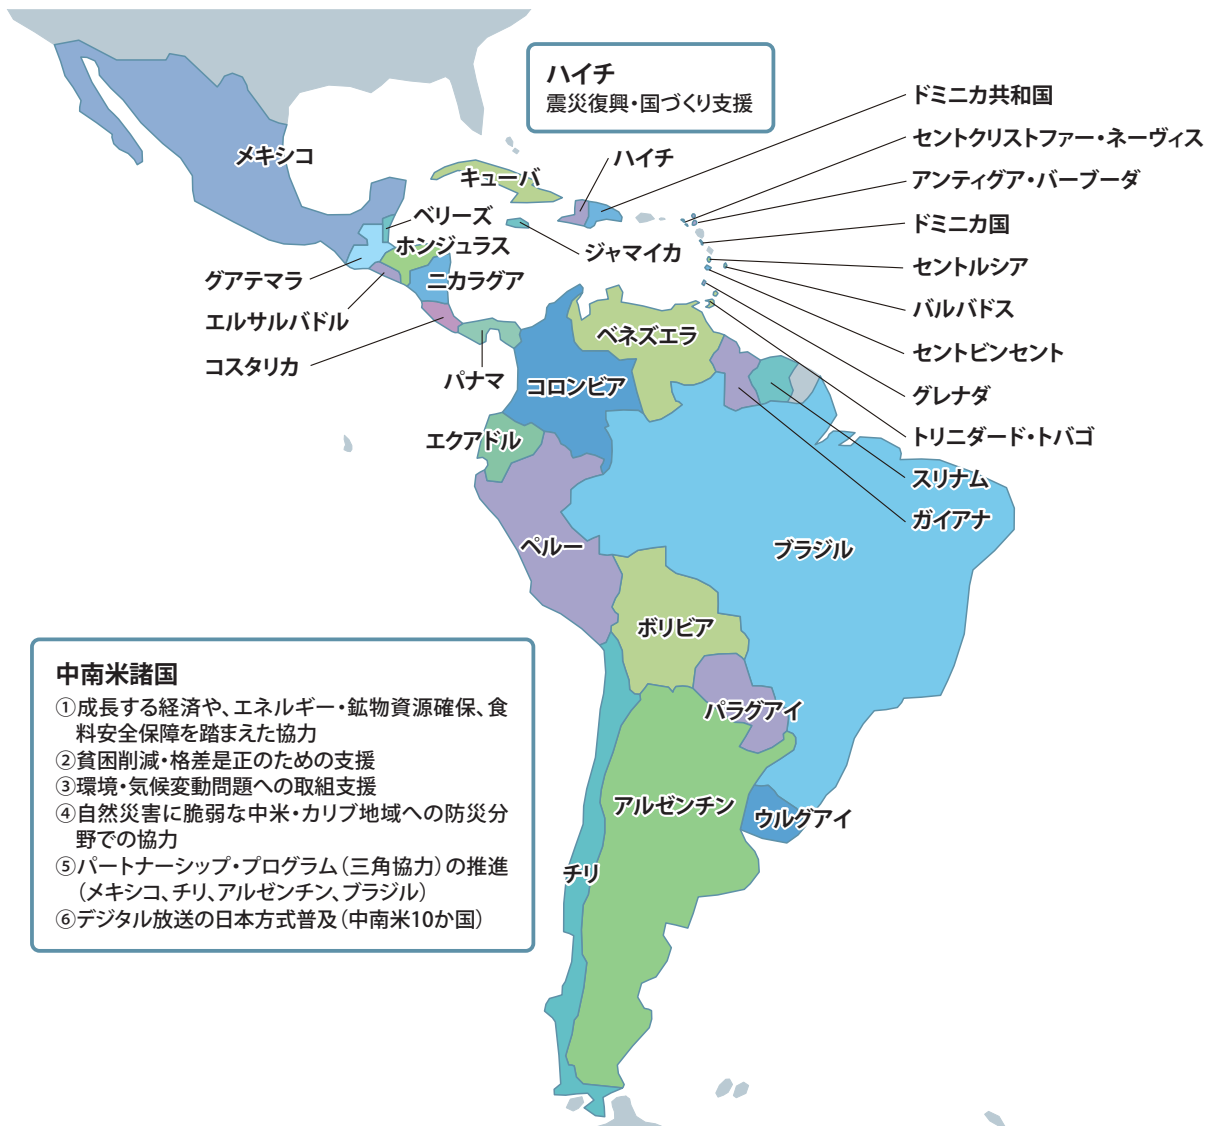 ハイチ
震災復興・国づくり支援
ドミニカ共和国
セントクリストファー・ネーヴィス
アンティグア・バーブーダ
ドミニカ国
セントルシア
バルバドス
セントビンセント
グレナダ
トリニダード・トバゴ
スリナム
ガイアナ
メキシコ
キューバ
ハイチ
ベリーズ
ホンジュラス
ジャマイカ
グアテマラ
ニカラグア
エルサルバドル
コスタリカ
パナマ
ベネズエラ
コロンビア
エクアドル
ペルー
ブラジル
ボリビア
パラグアイ
アルゼンチン
ウルグアイ
チリ
中南米諸国
①成長する経済や、エネルギー・鉱物資源確保、食
料安全保障を踏まえた協力
②貧困削減・格差是正のための支援
③環境・気候変動問題への取組支援
④自然災害に脆弱な中米・カリブ地域への防災分
野での協力
⑤パートナーシップ・プログラム（三角協力）の推進
（メキシコ、チリ、アルゼンチン、ブラジル）
⑥デジタル放送の日本方式普及（中南米10か国）